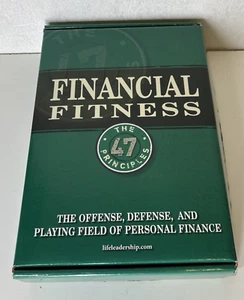 FINANCIAL
FITNESS
THE
47
PRINCIPLES
THE OFFENSE, DEFENSE, AND
PLAYING FIELD OF PERSONAL FINANCE
lifeleadership.com